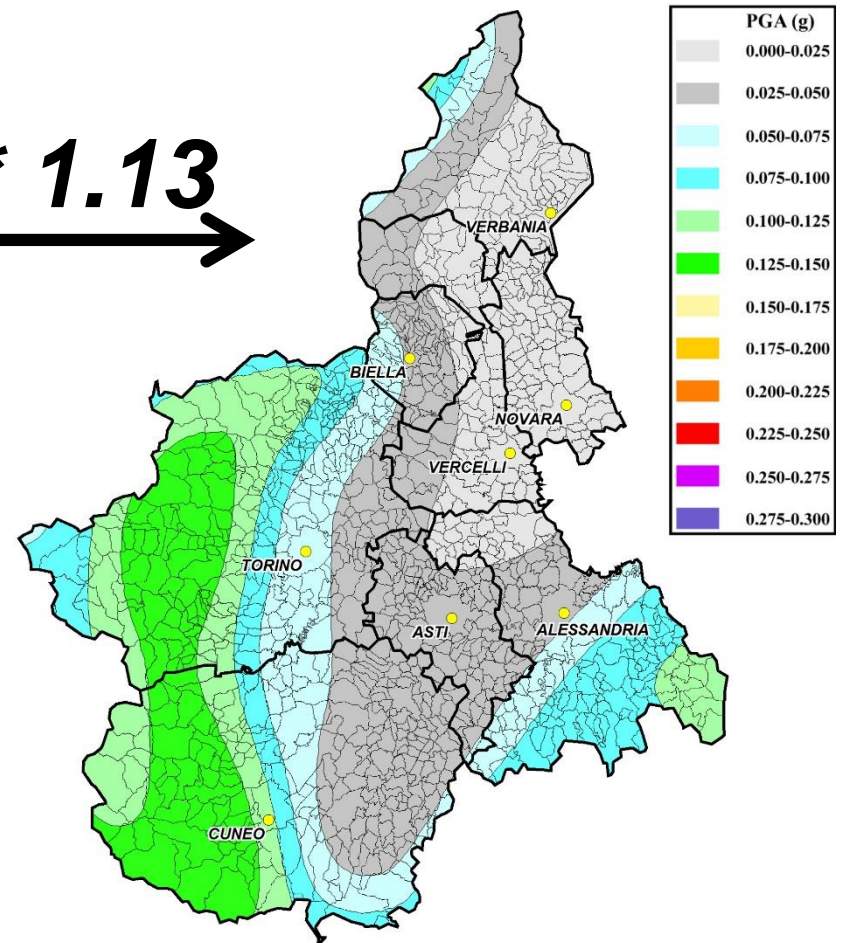 * 1.13
PGA (g)
0.000-0.025
0.025-0.050
0.050-0.075
0.075-0.100
0.100-0.125
0.125-0.150
0.150-0.175
0.175-0.200
0.200-0.225
0.225-0.250
0.250-0.275
0.275-0.300
VERBANIA
BIELLA
NOVARA
VERCELLI
TORINO
ASTI
ALESSANDRIA
CUNEO